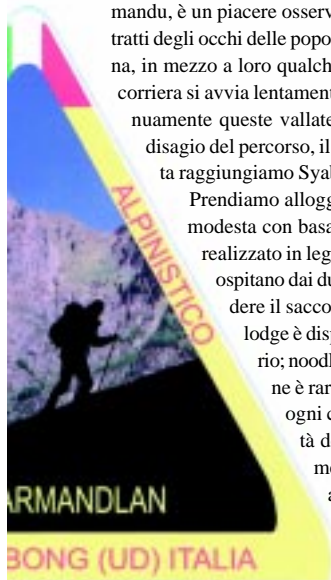 mandu, è un piacere osserv
tratti degli occhi delle popo
na, in mezzo a loro qualch
corriera si avvia lentament
nuamente queste vallate
disagio del percorso, il
ta raggiungiamo Syab
Prendiamo allogg
modesta con basa
realizzato in leg
ospitano dai du
dere il sacco
lodge è disp
rio; noodl
ne è rar
ogni c
tà d
me
a
ALPINISTICO
ARMANDLAN
BONG (UD) ITALIA